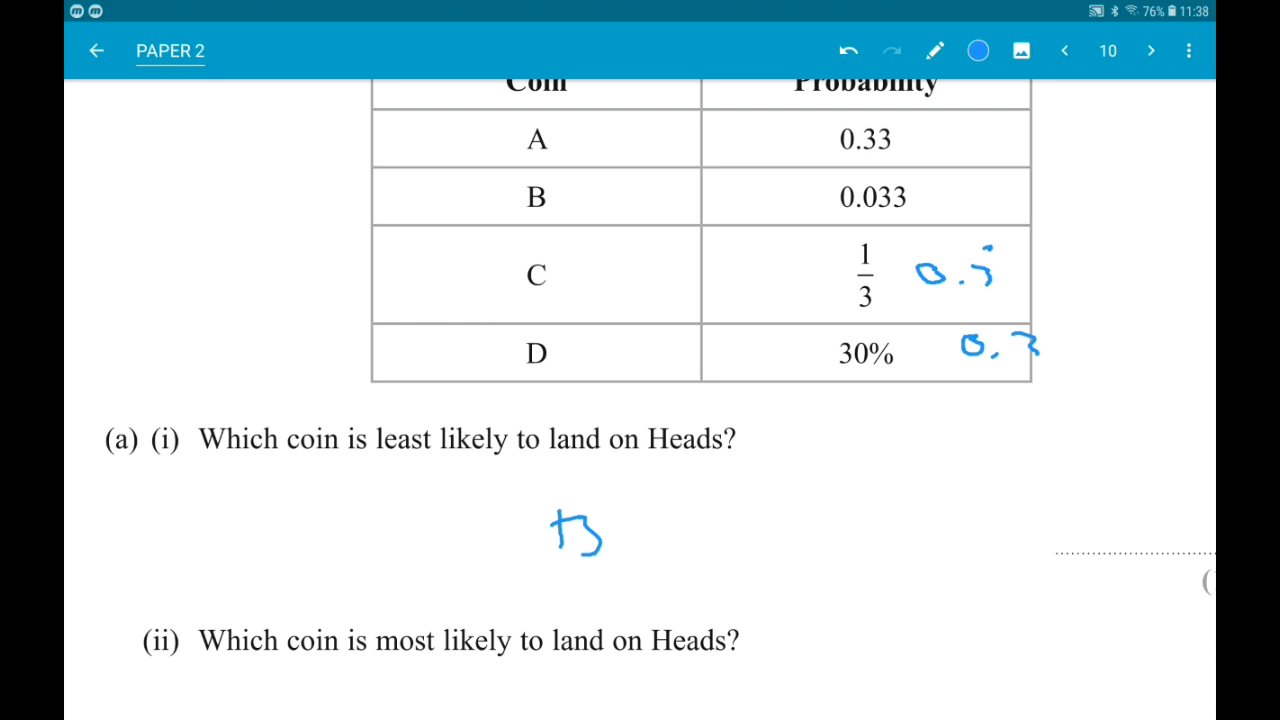 76% 11:38
PAPER 2
10
Coin Probability
A 0.33
B 0.033
C 1/3 0.3̇
D 30% 0.3
(a) (i) Which coin is least likely to land on Heads?
B
(ii) Which coin is most likely to land on Heads?